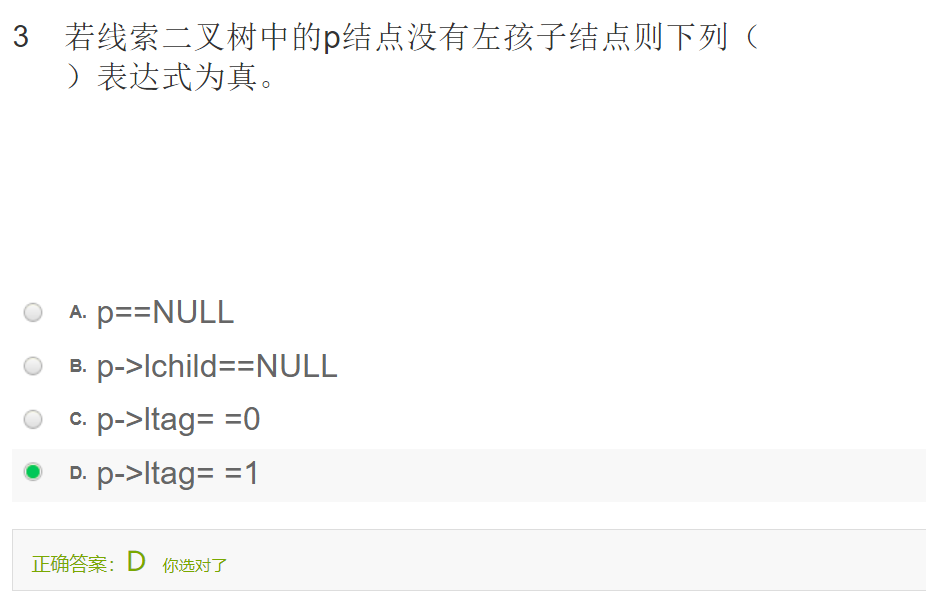 3 若线索二叉树中的p结点没有左孩子结点则下列（
）表达式为真。
A. p==NULL
B. p->lchild==NULL
C. p->ltag= =0
D. p->ltag= =1
正确答案：D 你选对了